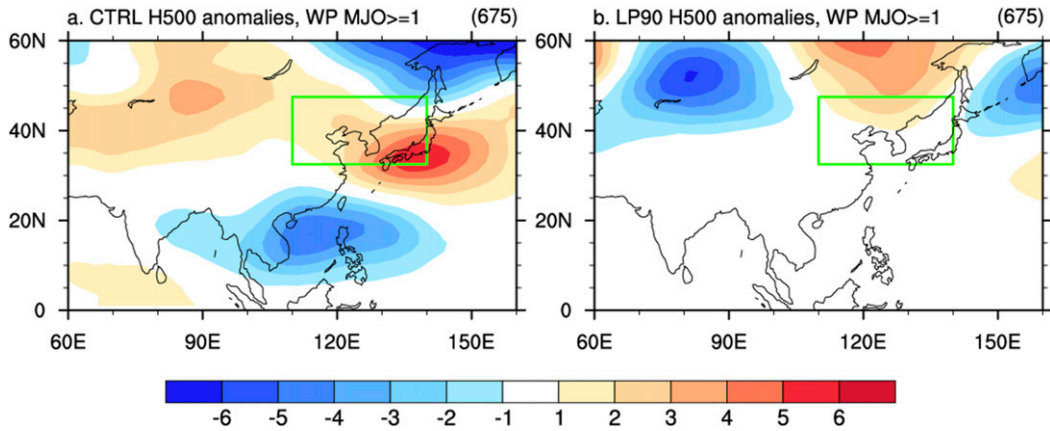 a. CTRL H500 anomalies, WP MJO>=1 (675)
60N
40N
20N
0
60E 90E 120E 150E
b. LP90 H500 anomalies, WP MJO>=1 (675)
60N
40N
20N
0
60E 90E 120E 150E
-6 -5 -4 -3 -2 -1 1 2 3 4 5 6